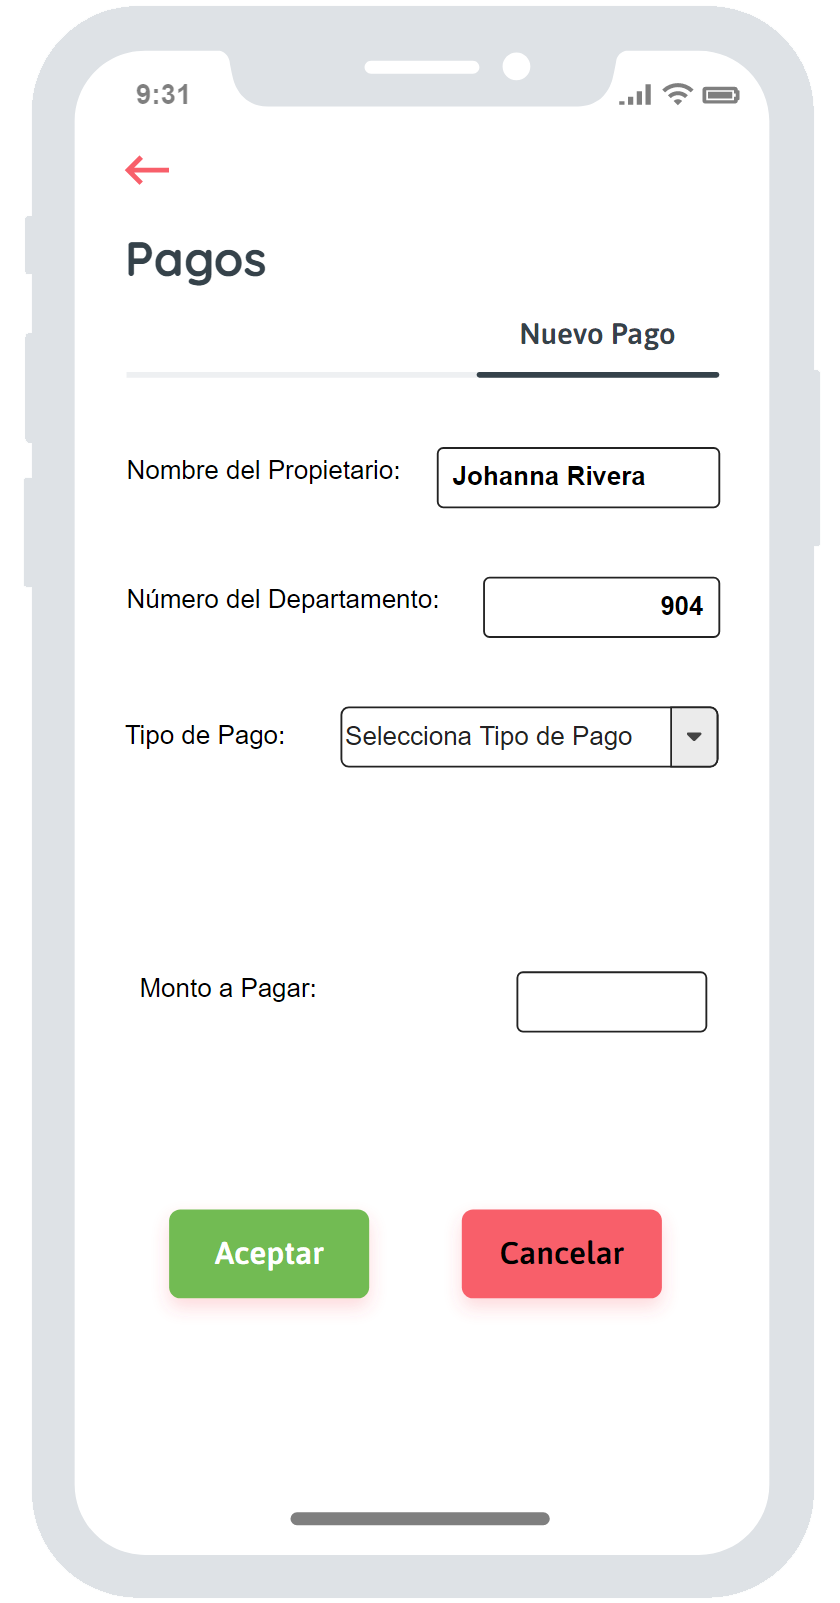 9:31
Pagos
Nuevo Pago
Nombre del Propietario: Johanna Rivera
Número del Departamento: 904
Tipo de Pago: Selecciona Tipo de Pago
Monto a Pagar:
Aceptar Cancelar